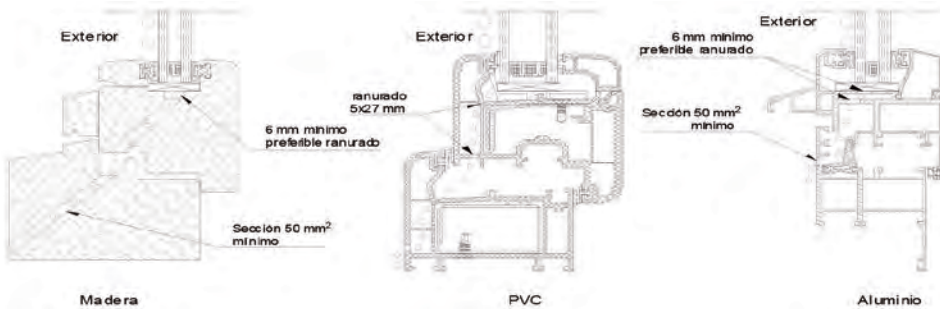 Exterior
6 mm mínimo
preferible ranurado
Sección 50 mm²
mínimo
Madera
Exterior
ranurado
5x27 mm
PVC
Exterior
6 mm mínimo
preferible ranurado
Sección 50 mm²
mínimo
Aluminio